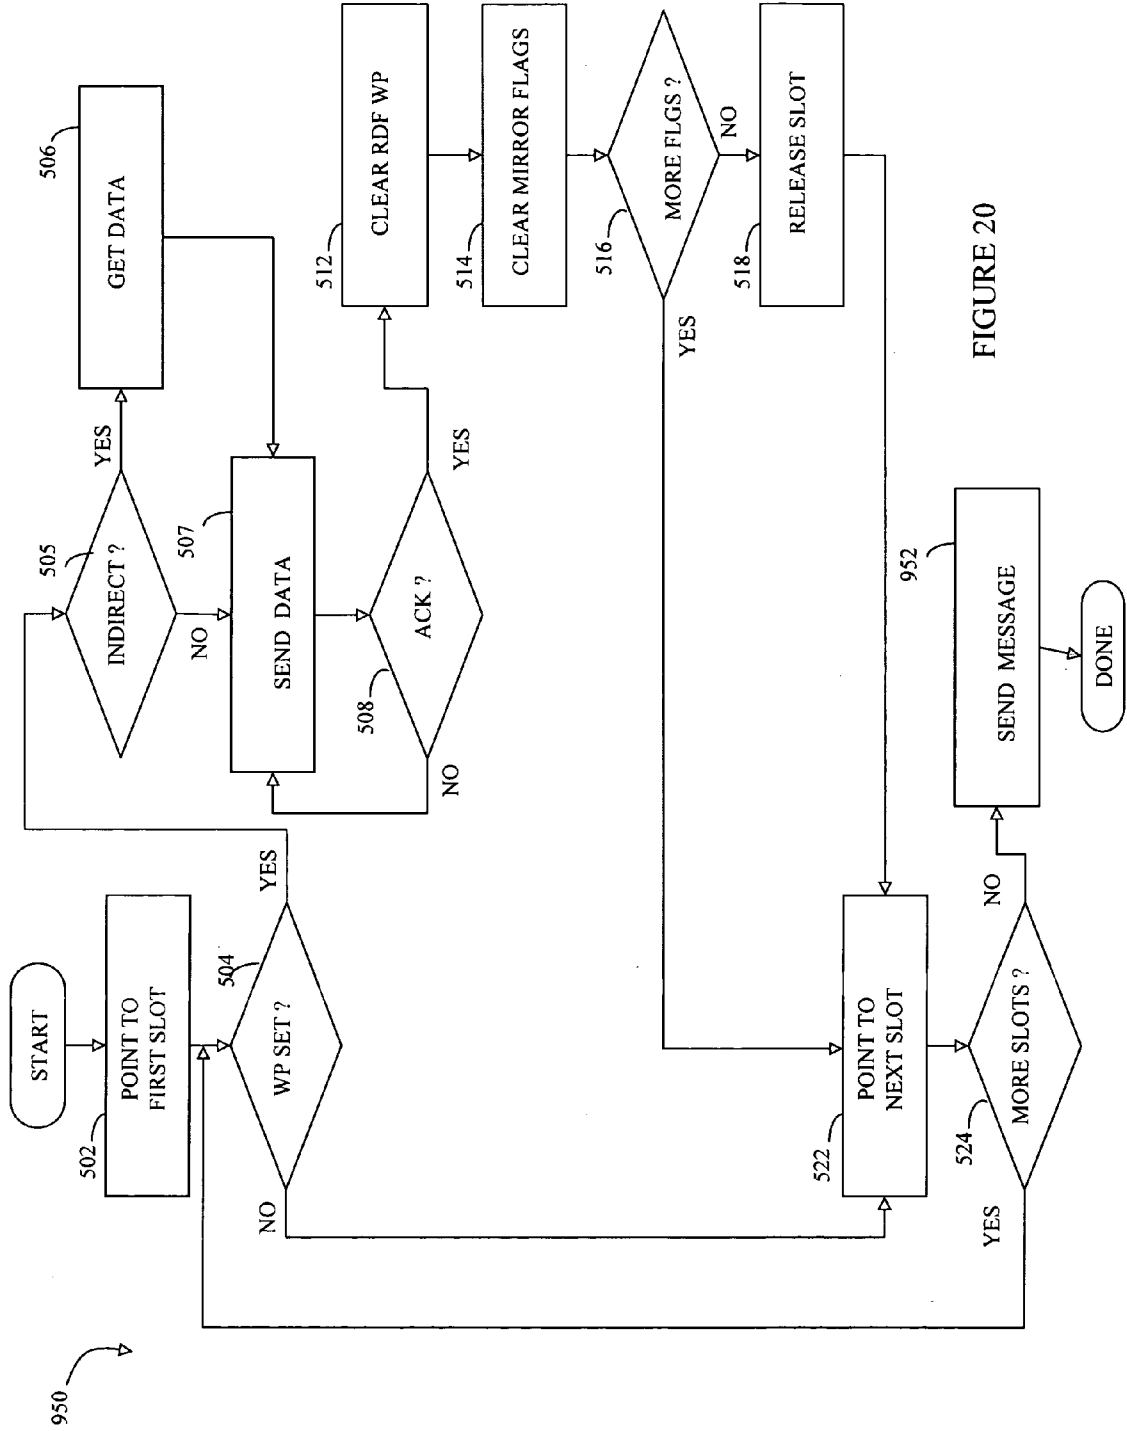 950
START
502
POINT TO
FIRST SLOT
504
WP SET ?
YES
NO
505
INDIRECT ?
YES
NO
506
GET DATA
507
SEND DATA
508
ACK ?
YES
NO
512
CLEAR RDF WP
514
CLEAR MIRROR FLAGS
516
MORE FLGS ?
YES
NO
518
RELEASE SLOT
522
POINT TO
NEXT SLOT
524
MORE SLOTS ?
YES
NO
952
SEND MESSAGE
DONE
FIGURE 20